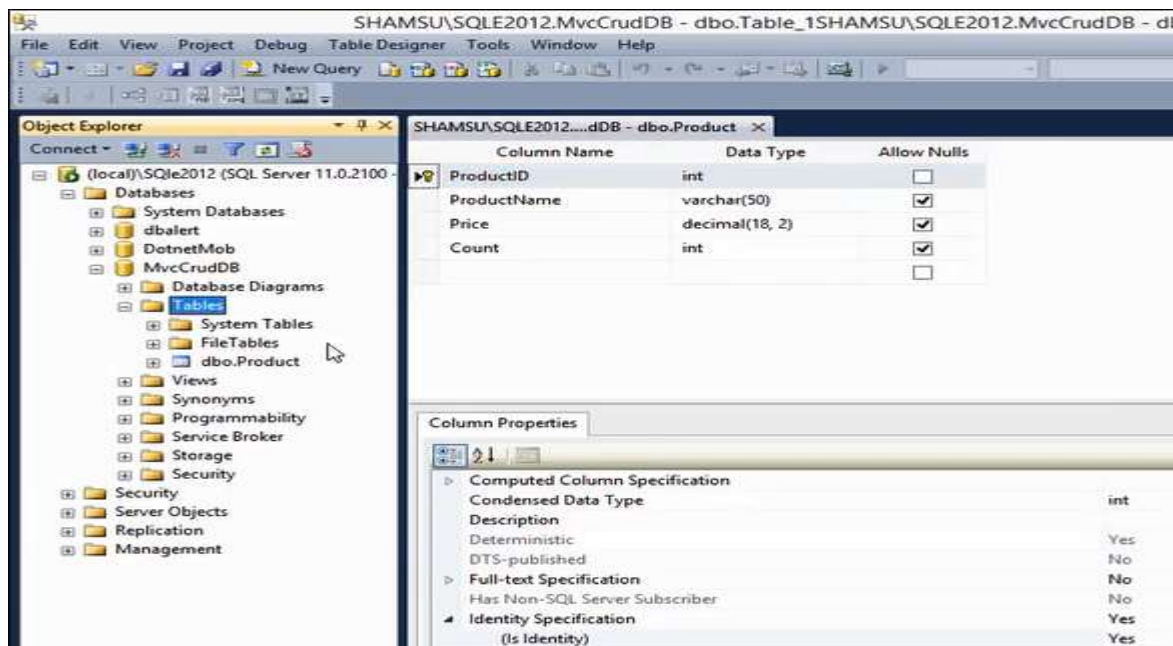 SHAMSU\SQLE2012.MvcCrudDB - dbo.Table_1SHAMSU\SQLE2012.MvcCrudDB - d
File Edit View Project Debug Table Designer Tools Window Help
New Query
Object Explorer
Connect
(local)\SQle2012 (SQL Server 11.0.2100 -
Databases
System Databases
dbalert
DotnetMob
MvcCrudDB
Database Diagrams
Tables
System Tables
FileTables
dbo.Product
Views
Synonyms
Programmability
Service Broker
Storage
Security
Security
Server Objects
Replication
Management
SHAMSU\SQLE2012....dDB - dbo.Product
Column Name Data Type Allow Nulls
ProductID int
ProductName varchar(50)
Price decimal(18, 2)
Count int
Column Properties
Computed Column Specification
Condensed Data Type int
Description
Deterministic Yes
DTS-published No
Full-text Specification No
Has Non-SQL Server Subscriber No
Identity Specification Yes
(Is Identity) Yes